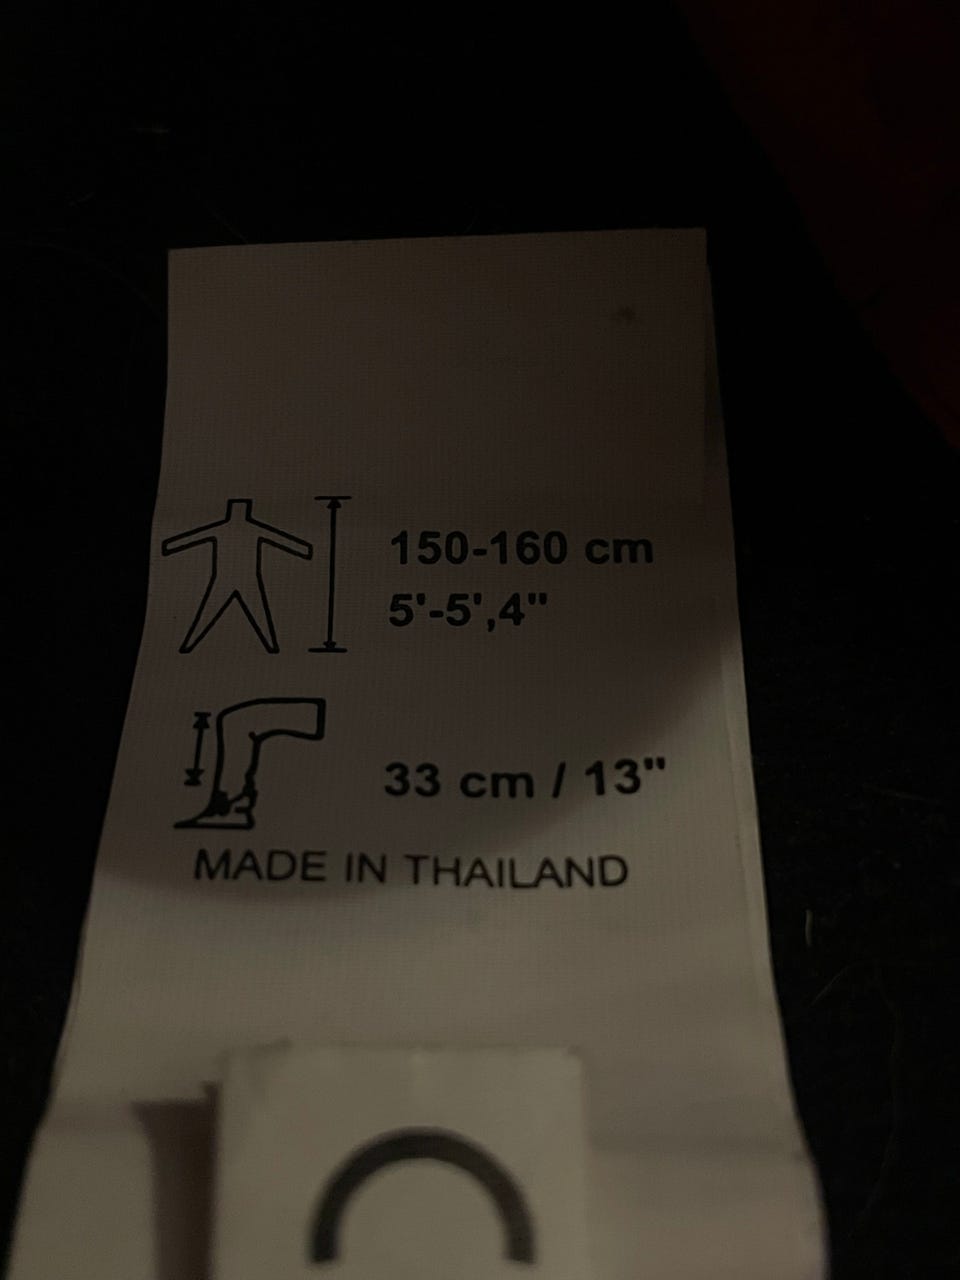 150-160 cm
5'-5',4"
33 cm / 13"
MADE IN THAILAND